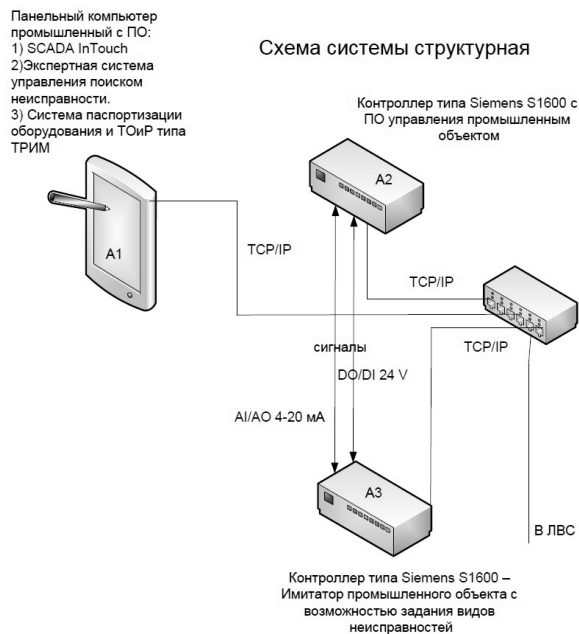 Панельный компьютер
промышленный с ПО:
1) SCADA InTouch
2)Экспертная система
управления поиском
неисправности.
3) Система паспортизации
оборудования и ТОиР типа
ТРИМ
Схема системы структурная
Контроллер типа Siemens S1600 с
ПО управления промышленным
объектом
A2
A1
TCP/IP
TCP/IP
TCP/IP
сигналы
DO/DI 24 V
AI/AO 4-20 мА
A3
В ЛВС
Контроллер типа Siemens S1600 –
Имитатор промышленного объекта с
возможностью задания видов
неисправностей